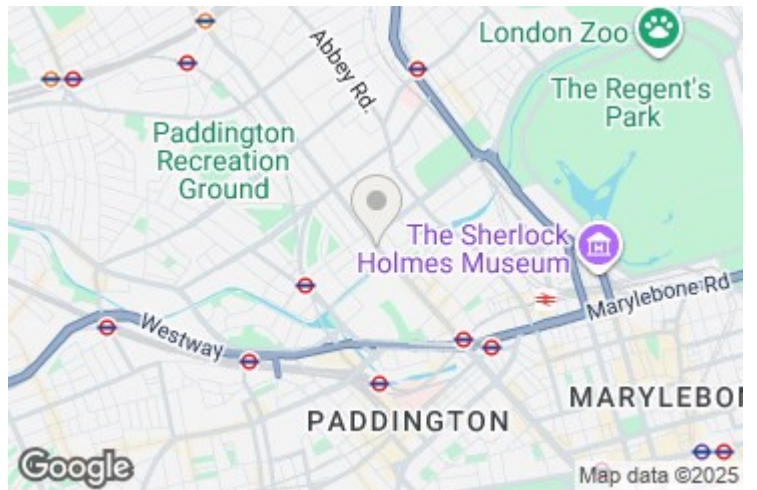 London Zoo
Abbey Rd.
The Regent's
Park
Paddington
Recreation
Ground
The Sherlock
Holmes Museum
Marylebone Rd
Westway
MARYLEBO
PADDINGTON
Google
Map data ©2025